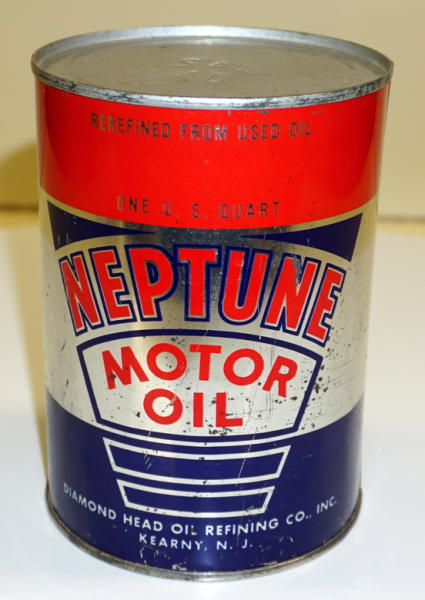 REREFINED FROM USED OIL
ONE U. S. QUART
NEPTUNE
MOTOR
OIL
DIAMOND HEAD OIL REFINING CO., INC.
KEARNY, N. J.